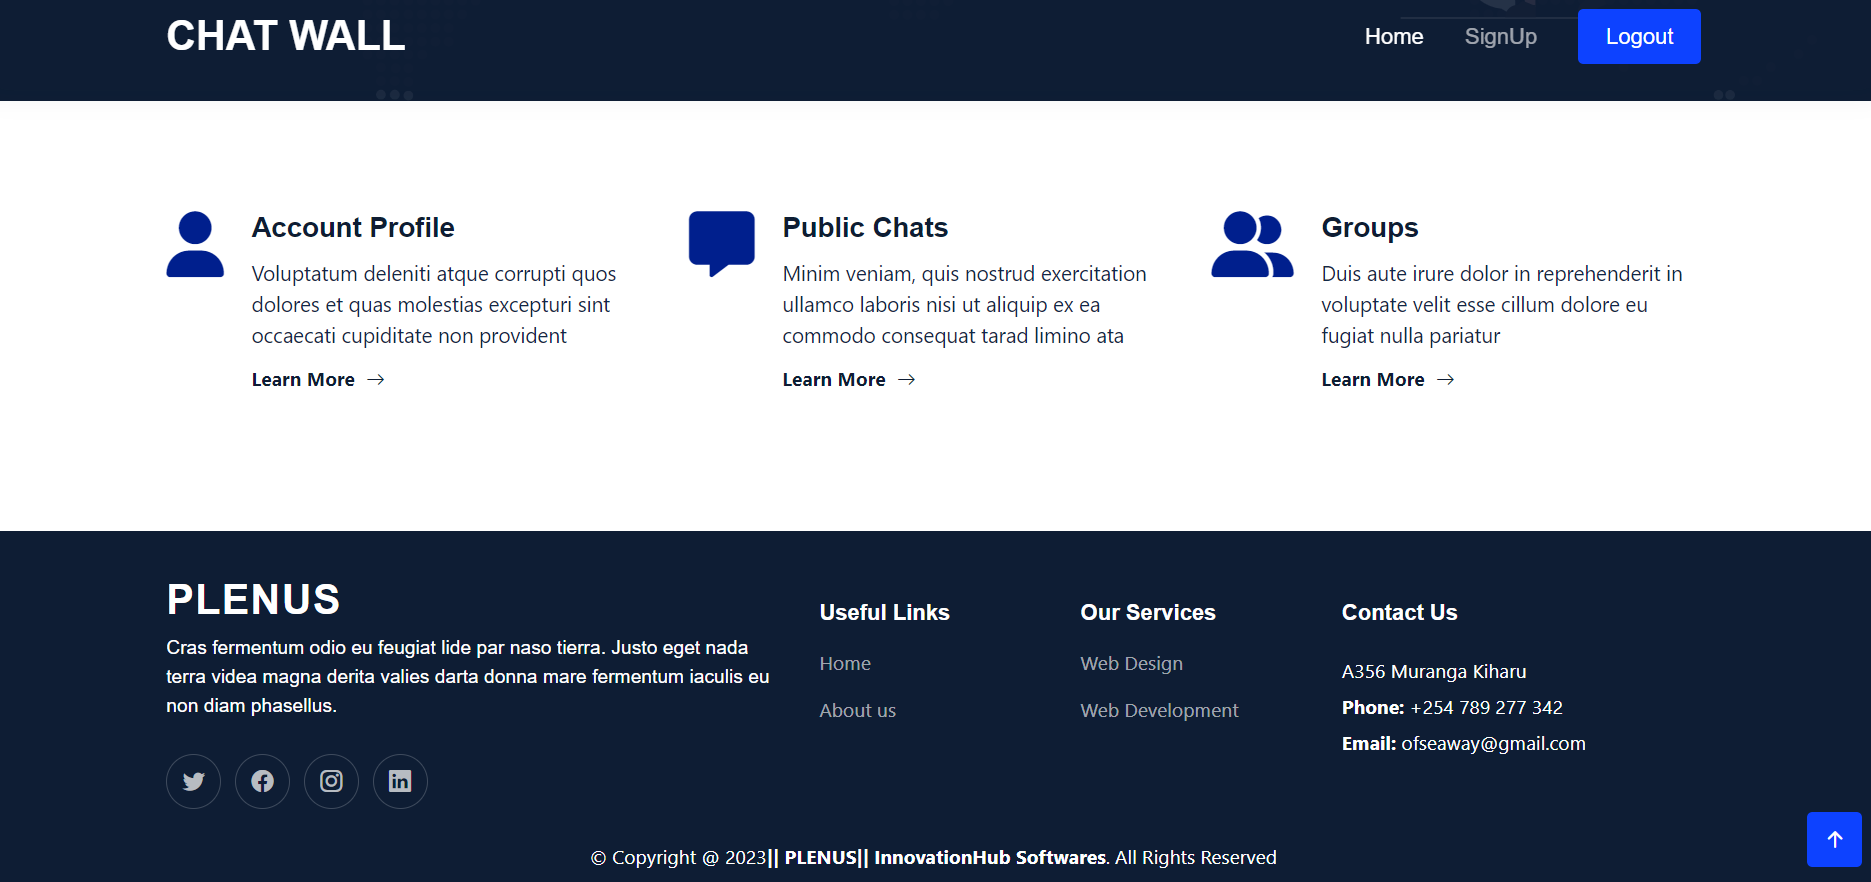 CHAT WALL
Home SignUp Logout
Account Profile
Voluptatum deleniti atque corrupti quos
dolores et quas molestias excepturi sint
occaecati cupiditate non provident
Learn More →
Public Chats
Minim veniam, quis nostrud exercitation
ullamco laboris nisi ut aliquip ex ea
commodo consequat tarad limino ata
Learn More →
Groups
Duis aute irure dolor in reprehenderit in
voluptate velit esse cillum dolore eu
fugiat nulla pariatur
Learn More →
PLENUS
Cras fermentum odio eu feugiat lide par naso tierra. Justo eget nada
terra videa magna derita valies darta donna mare fermentum iaculis eu
non diam phasellus.
Useful Links
Home
About us
Our Services
Web Design
Web Development
Contact Us
A356 Muranga Kiharu
Phone: +254 789 277 342
Email: ofseaway@gmail.com
© Copyright @ 2023|| PLENUS|| InnovationHub Softwares. All Rights Reserved